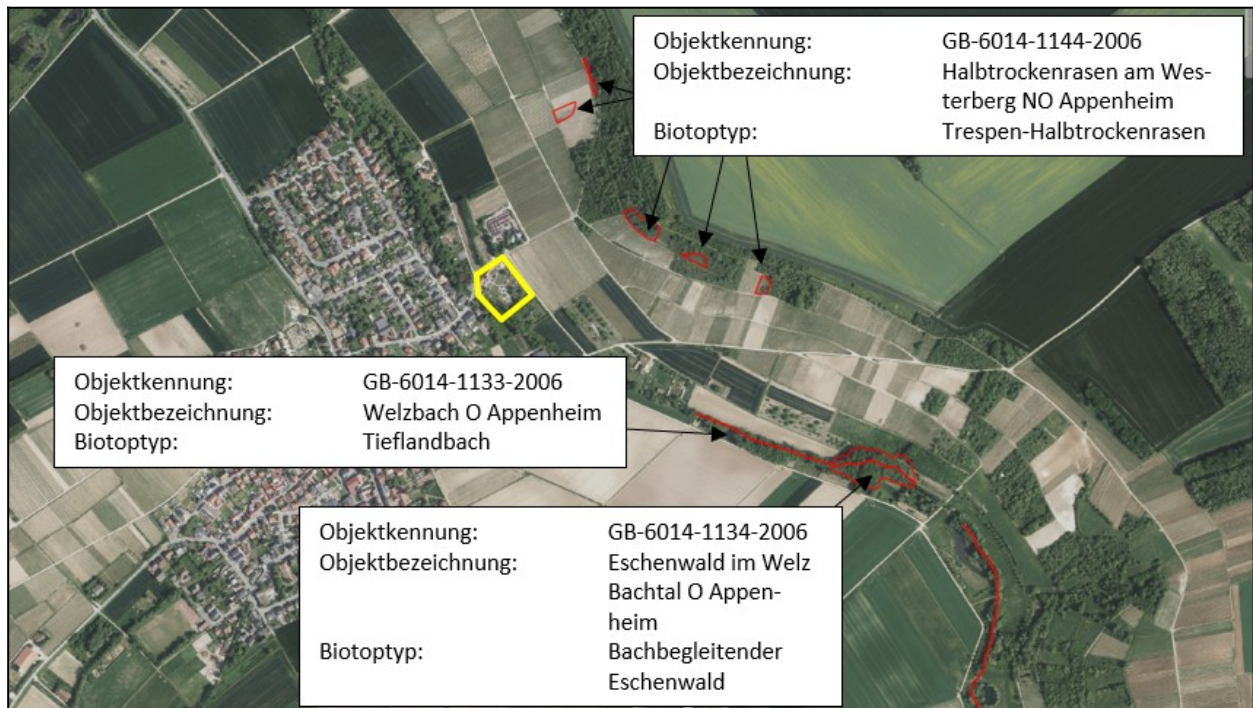 Objektkennung: GB-6014-1144-2006
Objektbezeichnung: Halbtrockenrasen am Wes-
terberg NO Appenheim
Biotoptyp: Trespen-Halbtrockenrasen
Objektkennung: GB-6014-1133-2006
Objektbezeichnung: Welzbach O Appenheim
Biotoptyp: Tieflandbach
Objektkennung: GB-6014-1134-2006
Objektbezeichnung: Eschenwald im Welz
Bachtal O Appen-
heim
Biotoptyp: Bachbegleitender
Eschenwald